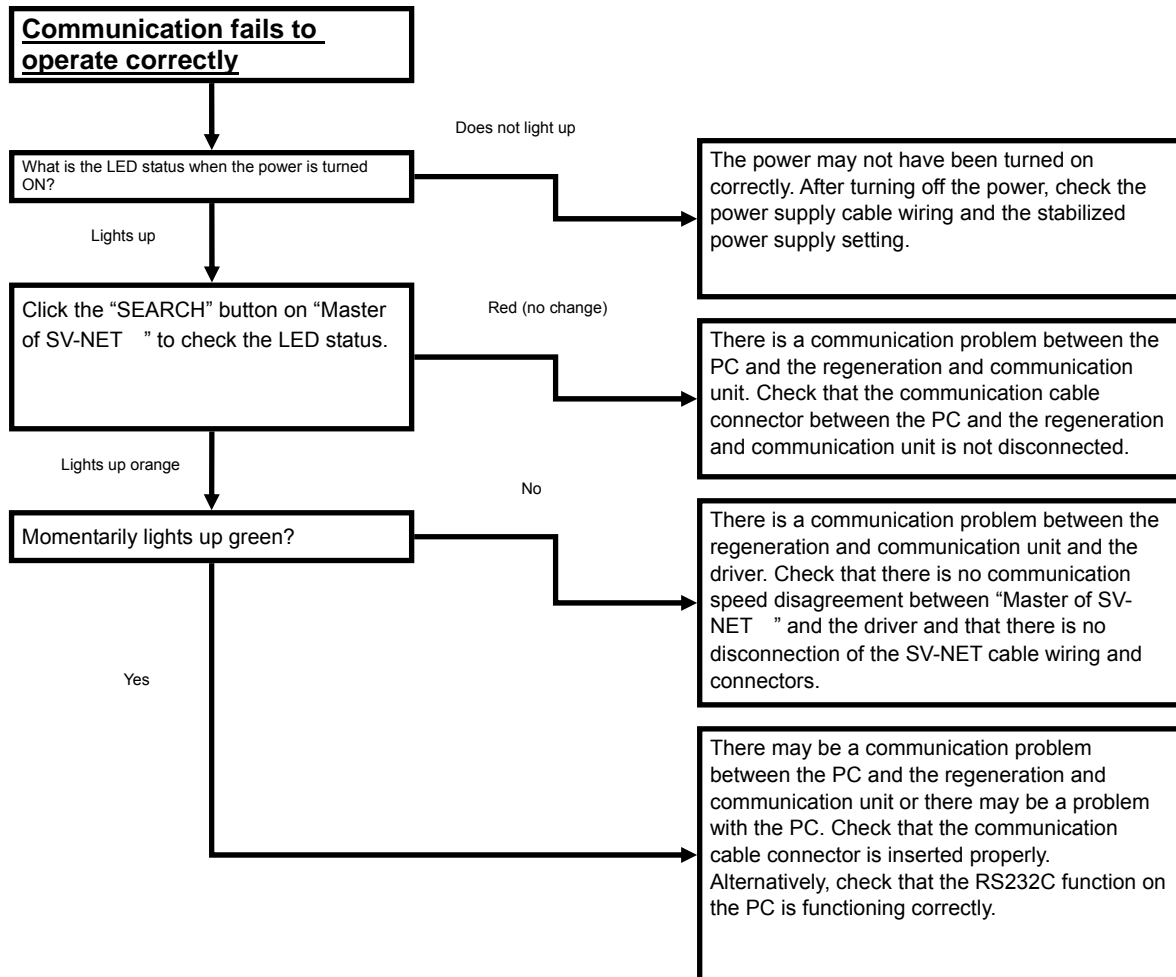 Communication fails to
operate correctly
Does not light up
What is the LED status when the power is turned
ON?
The power may not have been turned on
correctly. After turning off the power, check the
power supply cable wiring and the stabilized
power supply setting.
Lights up
Click the “SEARCH” button on “Master
of SV-NET ” to check the LED status.
Red (no change)
There is a communication problem between the
PC and the regeneration and communication
unit. Check that the communication cable
connector between the PC and the regeneration
and communication unit is not disconnected.
Lights up orange
No
Momentarily lights up green?
There is a communication problem between the
regeneration and communication unit and the
driver. Check that there is no communication
speed disagreement between “Master of SV-
NET ” and the driver and that there is no
disconnection of the SV-NET cable wiring and
connectors.
Yes
There may be a communication problem
between the PC and the regeneration and
communication unit or there may be a problem
with the PC. Check that the communication
cable connector is inserted properly.
Alternatively, check that the RS232C function on
the PC is functioning correctly.